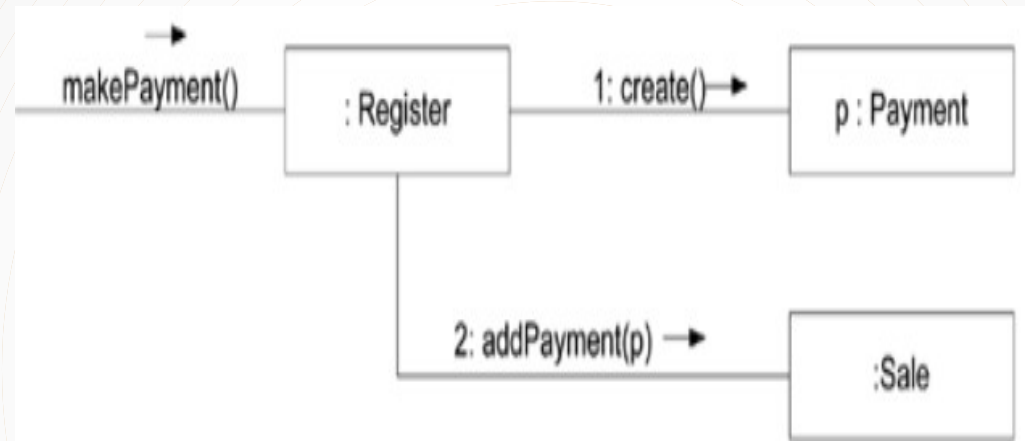 makePayment()
: Register
1: create()
p : Payment
2: addPayment(p)
:Sale